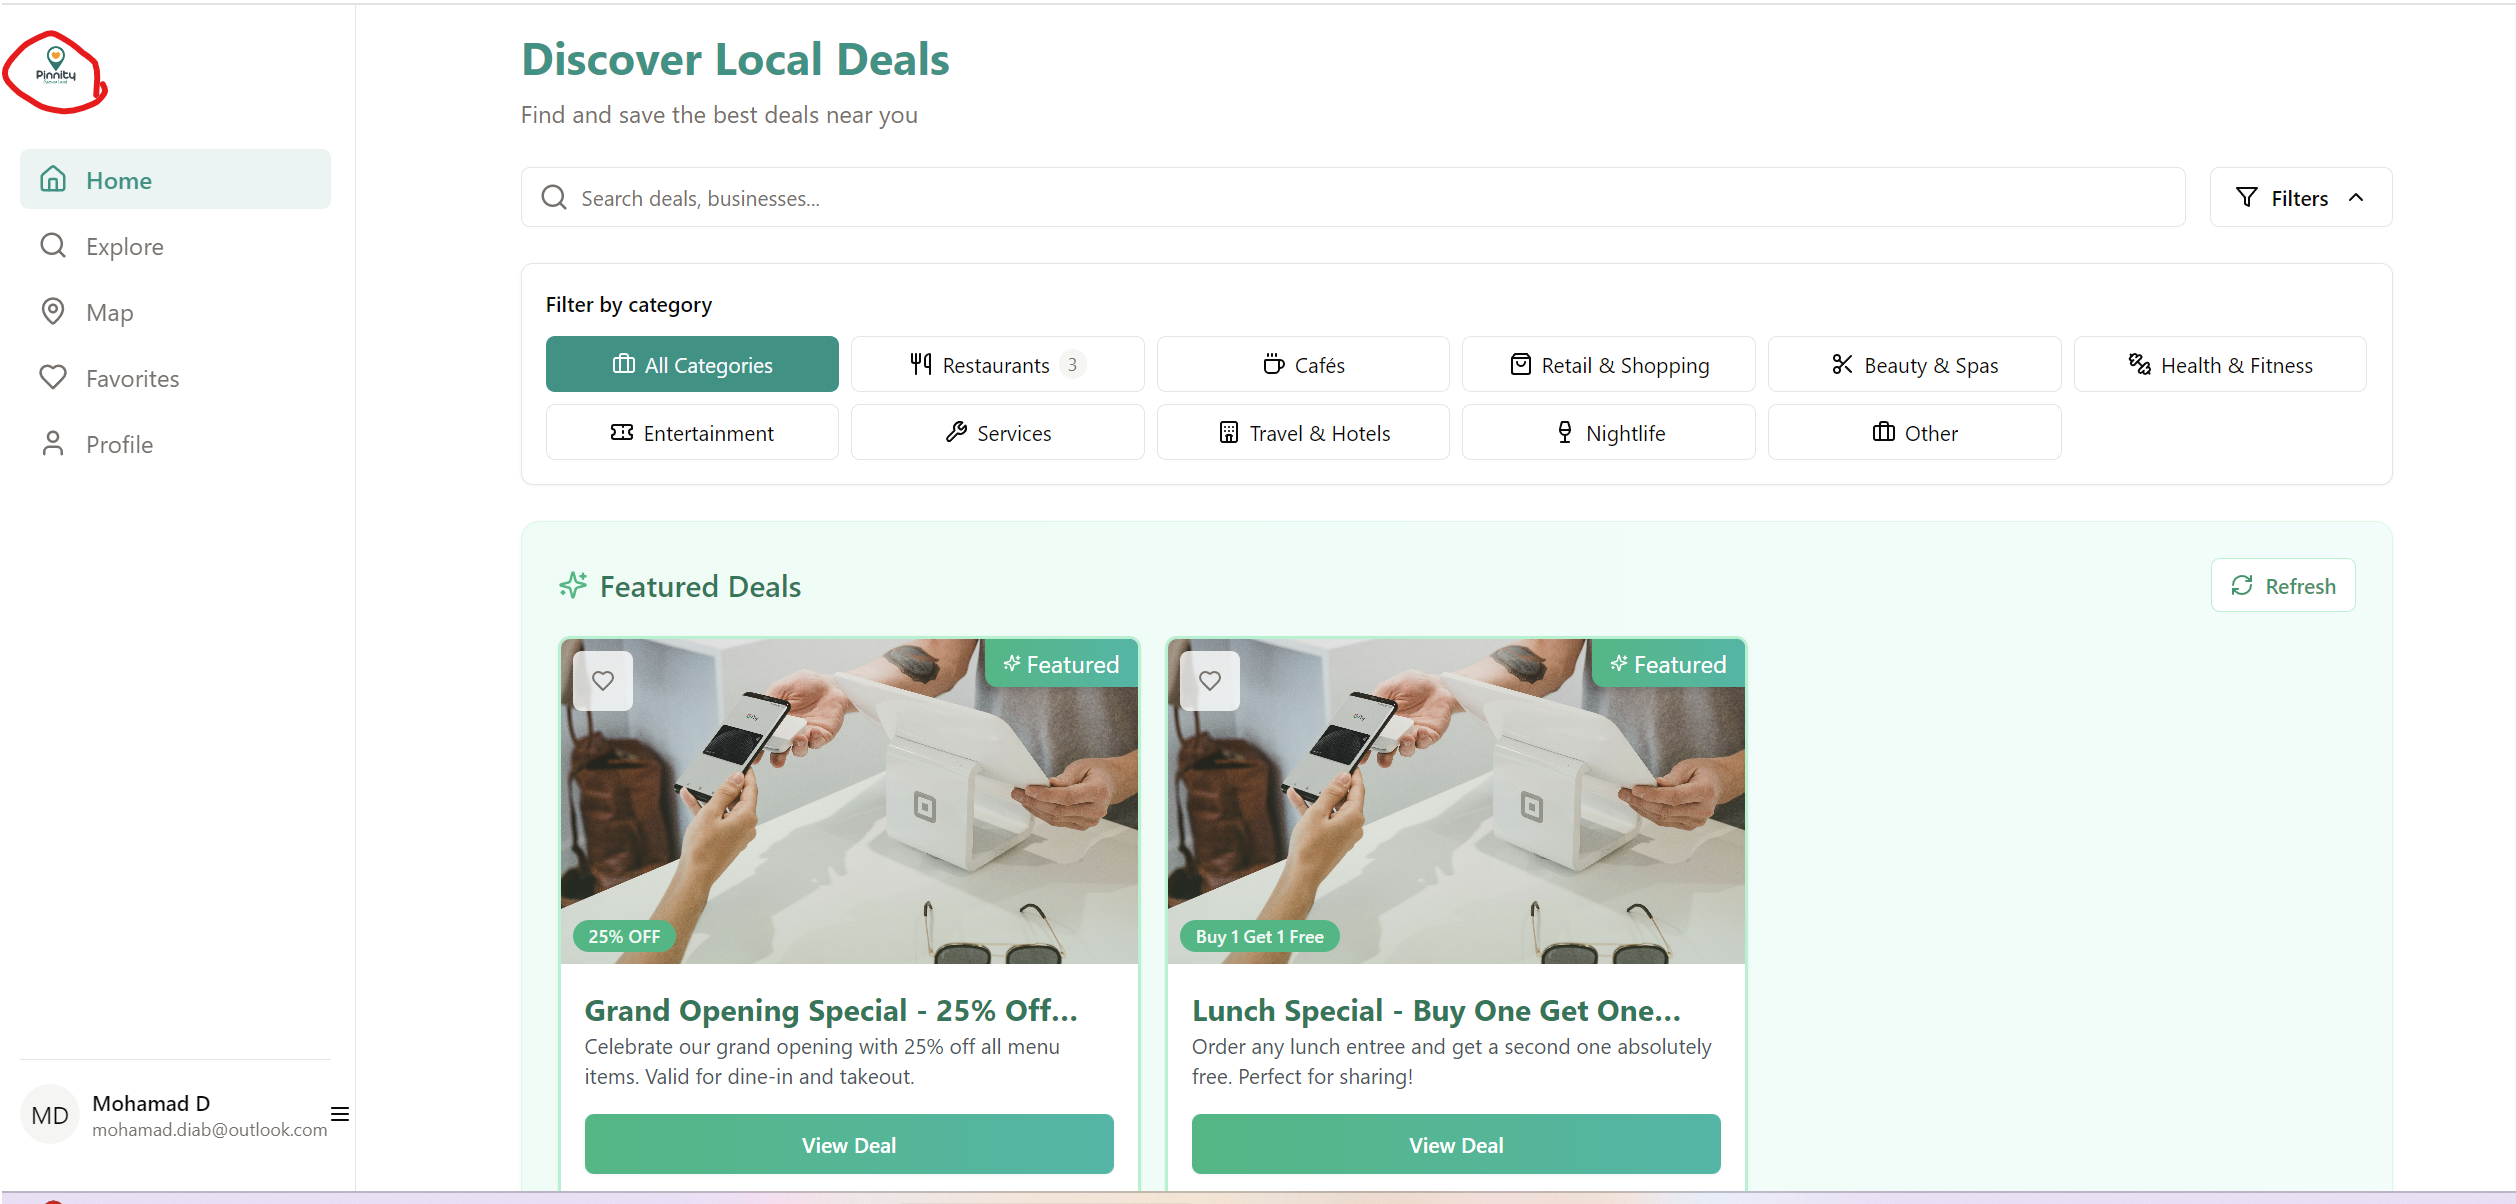 Pinnity
Home
Explore
Map
Favorites
Profile
Mohamad D
MD
mohamad.diab@outlook.com
Discover Local Deals
Find and save the best deals near you
Search deals, businesses...
Filters
Filter by category
All Categories
Restaurants 3
Cafés
Retail & Shopping
Beauty & Spas
Health & Fitness
Entertainment
Services
Travel & Hotels
Nightlife
Other
Featured Deals
Refresh
Featured
25% OFF
Grand Opening Special - 25% Off...
Celebrate our grand opening with 25% off all menu
items. Valid for dine-in and takeout.
View Deal
Featured
Buy 1 Get 1 Free
Lunch Special - Buy One Get One...
Order any lunch entree and get a second one absolutely
free. Perfect for sharing!
View Deal